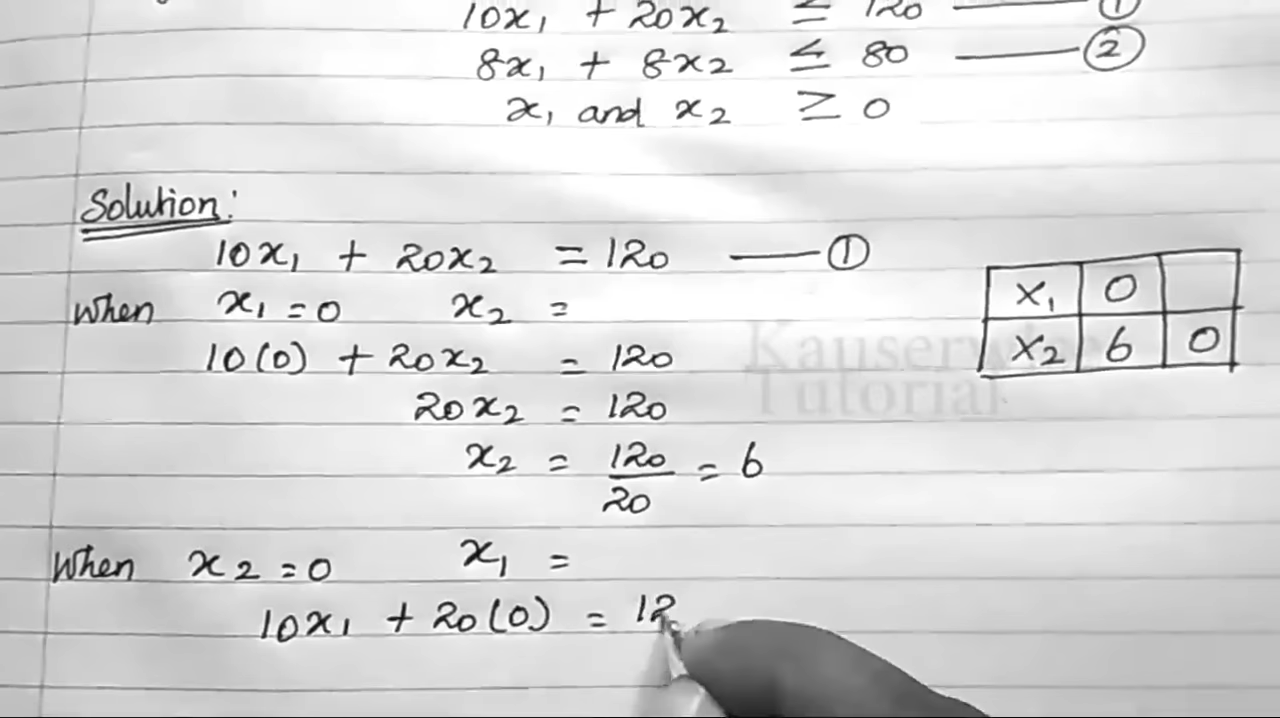 10x₁ + 20x₂ ≤ 120 —— ①
8x₁ + 8x₂ ≤ 80 —— ②
x₁ and x₂ ≥ 0
Solution:
10x₁ + 20x₂ = 120 —— ①
When x₁ = 0 x₂ =
10(0) + 20x₂ = 120
20x₂ = 120
x₂ = 120/20 = 6
When x₂ = 0 x₁ =
10x₁ + 20(0) = 12
x₁ 0
x₂ 6 0
Tutorial